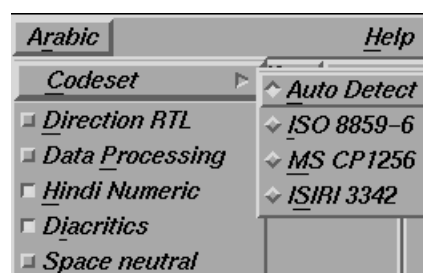 Arabic Help
Codeset
Auto Detect
ISO 8859-6
MS CP1256
ISIRI 3342
Direction RTL
Data Processing
Hindi Numeric
Diacritics
Space neutral